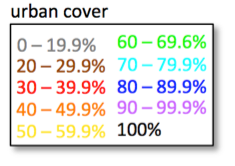 urban cover
0 – 19.9% 60 – 69.6%
20 – 29.9% 70 – 79.9%
30 – 39.9% 80 – 89.9%
40 – 49.9% 90 – 99.9%
50 – 59.9% 100%